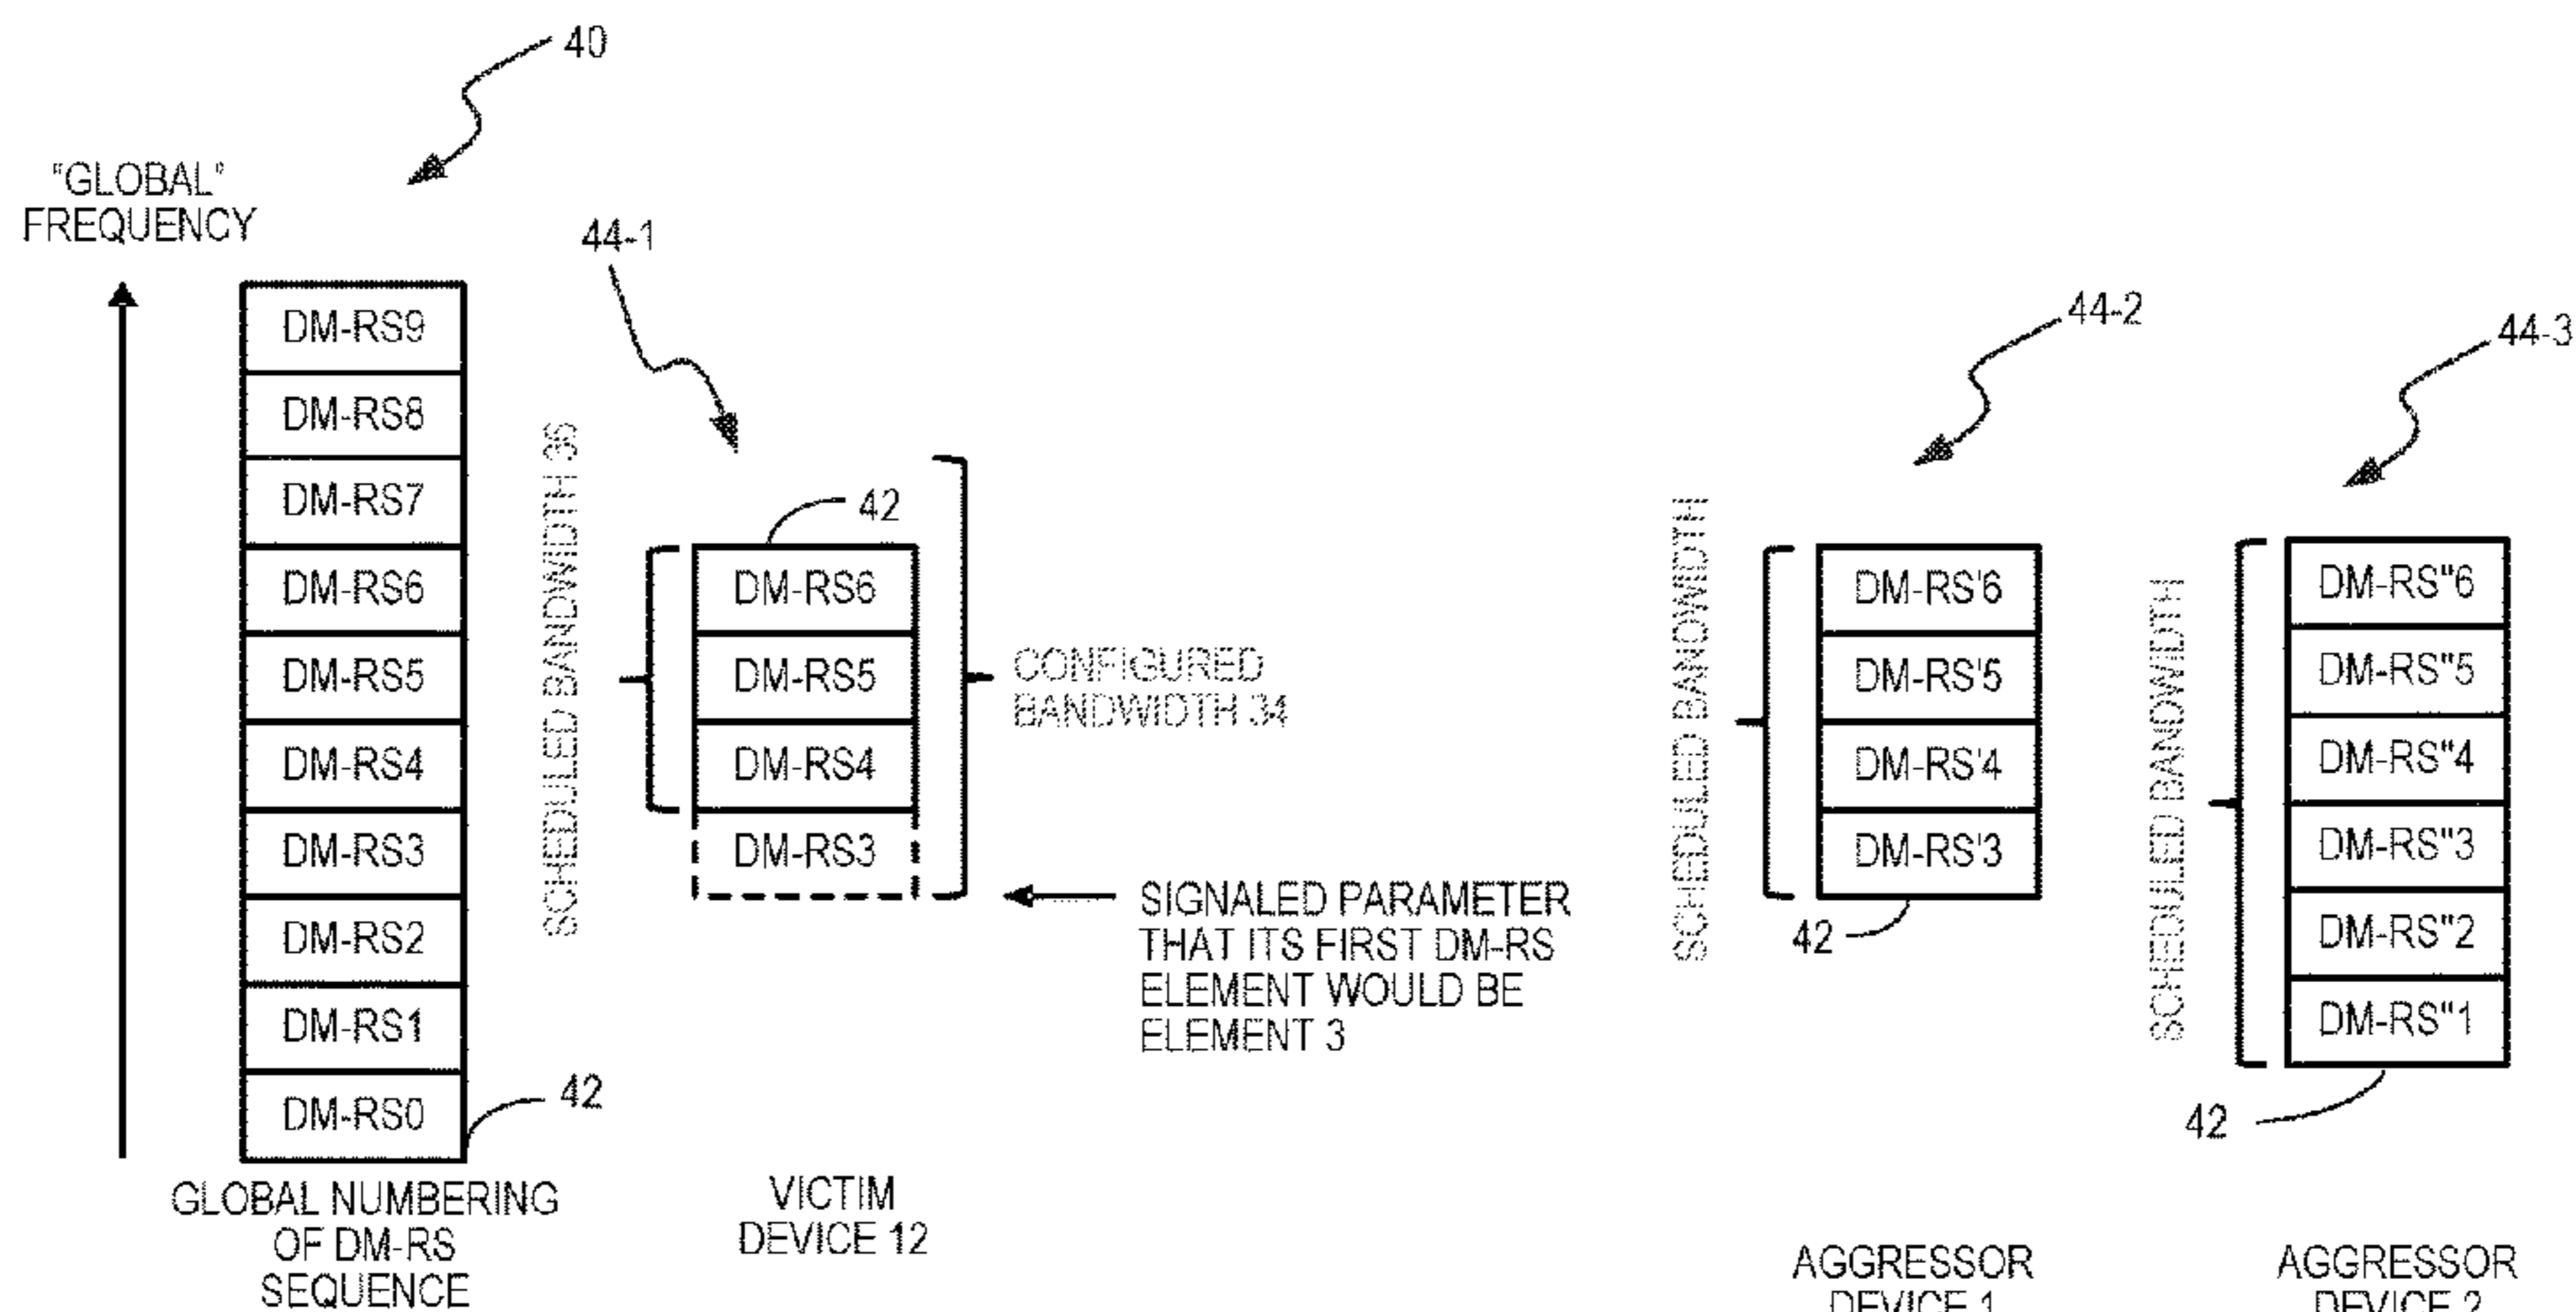 40
"GLOBAL"
FREQUENCY
DM-RS9
DM-RS8
DM-RS7
DM-RS6
DM-RS5
DM-RS4
DM-RS3
DM-RS2
DM-RS1
DM-RS0
42
GLOBAL NUMBERING
OF DM-RS
SEQUENCE
44-1
SCHEDULED BANDWIDTH 36
42
DM-RS6
DM-RS5
DM-RS4
DM-RS3
CONFIGURED
BANDWIDTH 34
SIGNALED PARAMETER
THAT ITS FIRST DM-RS
ELEMENT WOULD BE
ELEMENT 3
VICTIM
DEVICE 12
44-2
SCHEDULED BANDWIDTH
DM-RS'6
DM-RS'5
DM-RS'4
DM-RS'3
42
AGGRESSOR
DEVICE 1
44-3
SCHEDULED BANDWIDTH
DM-RS"6
DM-RS"5
DM-RS"4
DM-RS"3
DM-RS"2
DM-RS"1
42
AGGRESSOR
DEVICE 2